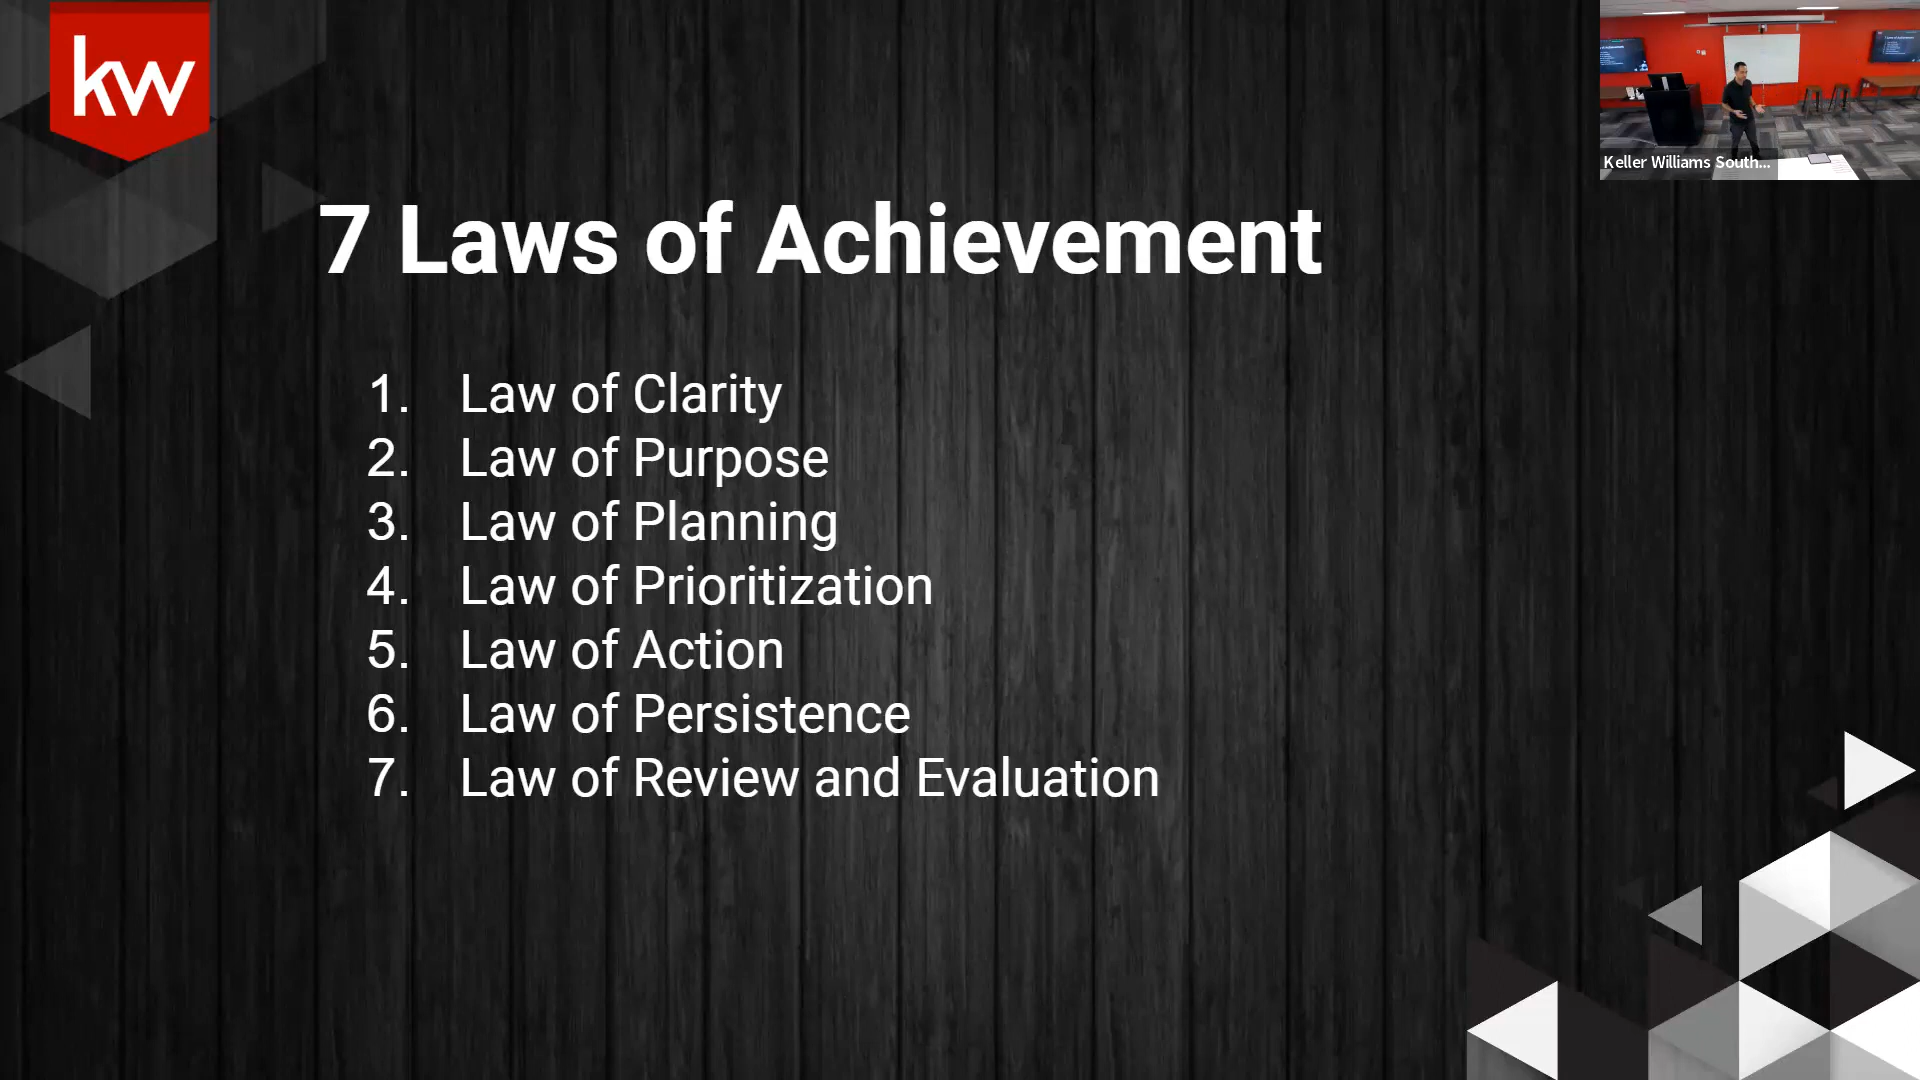 kw
Keller Williams South...
7 Laws of Achievement
1. Law of Clarity
2. Law of Purpose
3. Law of Planning
4. Law of Prioritization
5. Law of Action
6. Law of Persistence
7. Law of Review and Evaluation